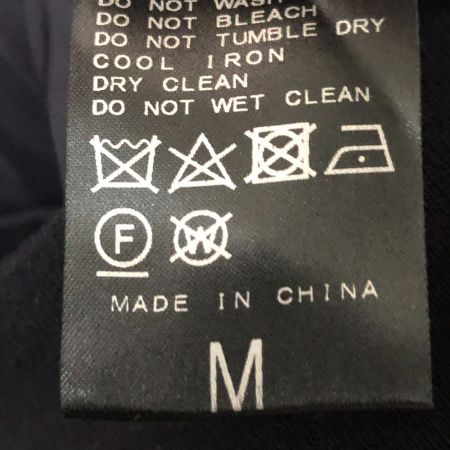 DO NOT WASH
DO NOT BLEACH
DO NOT TUMBLE DRY
COOL IRON
DRY CLEAN
DO NOT WET CLEAN
F W
MADE IN CHINA
M